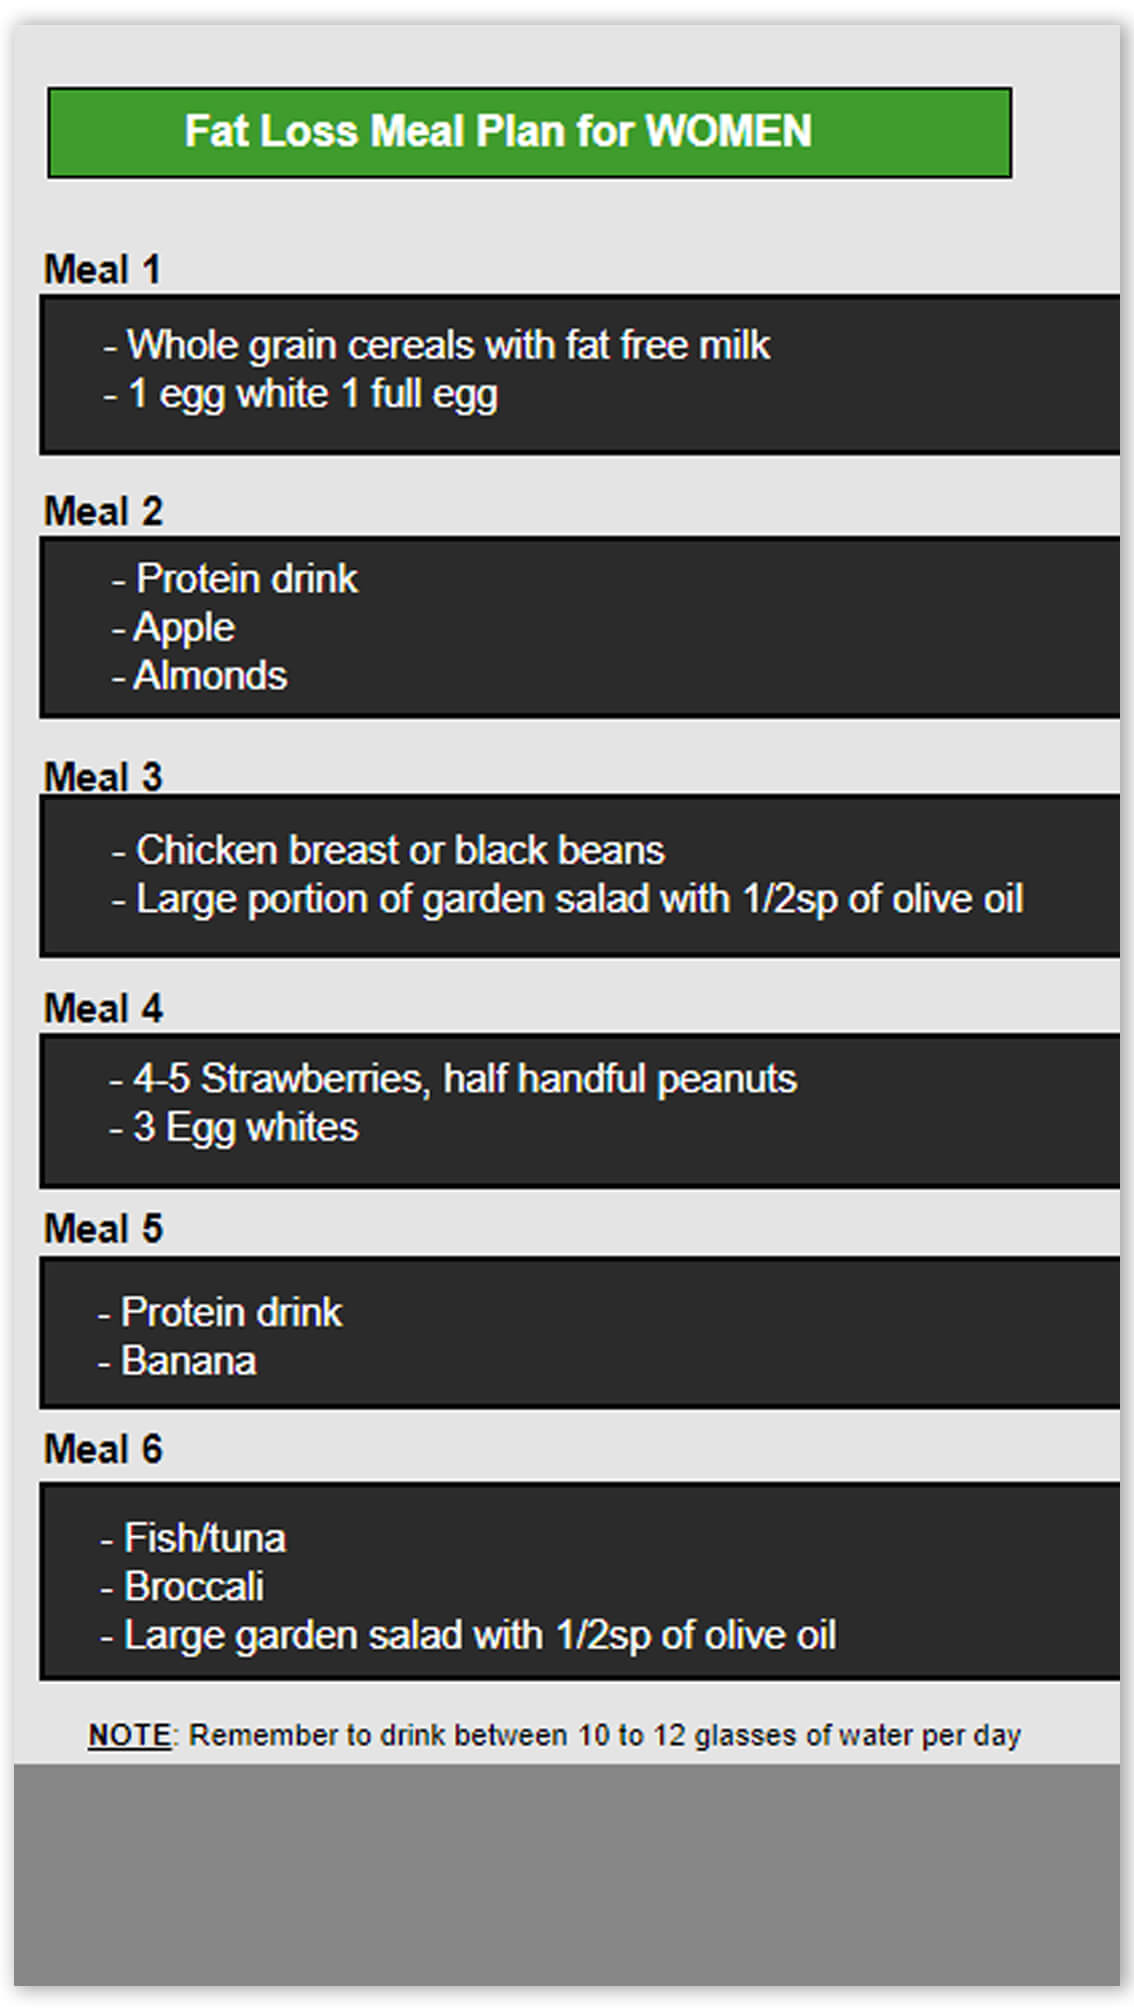 Fat Loss Meal Plan for WOMEN
Meal 1
- Whole grain cereals with fat free milk
- 1 egg white 1 full egg
Meal 2
- Protein drink
- Apple
- Almonds
Meal 3
- Chicken breast or black beans
- Large portion of garden salad with 1/2sp of olive oil
Meal 4
- 4-5 Strawberries, half handful peanuts
- 3 Egg whites
Meal 5
- Protein drink
- Banana
Meal 6
- Fish/tuna
- Broccali
- Large garden salad with 1/2sp of olive oil
NOTE: Remember to drink between 10 to 12 glasses of water per day